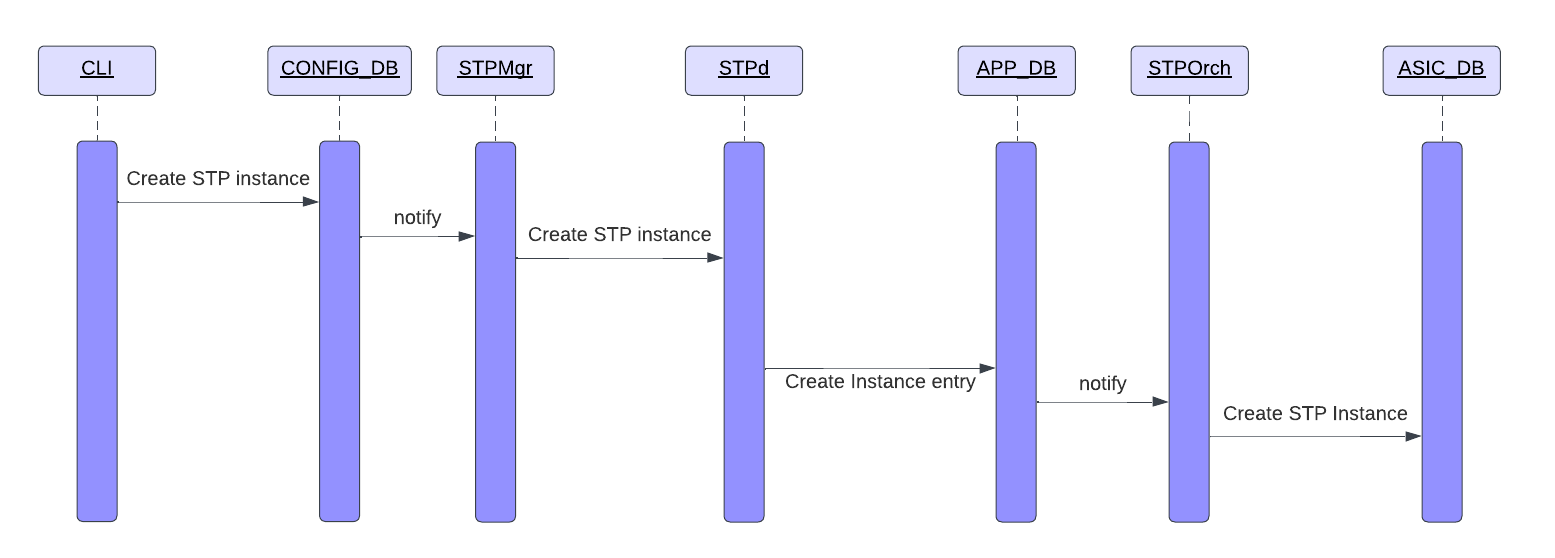 CLI
CONFIG_DB
STPMgr
STPd
APP_DB
STPOrch
ASIC_DB
Create STP instance
notify
Create STP instance
Create Instance entry
notify
Create STP Instance